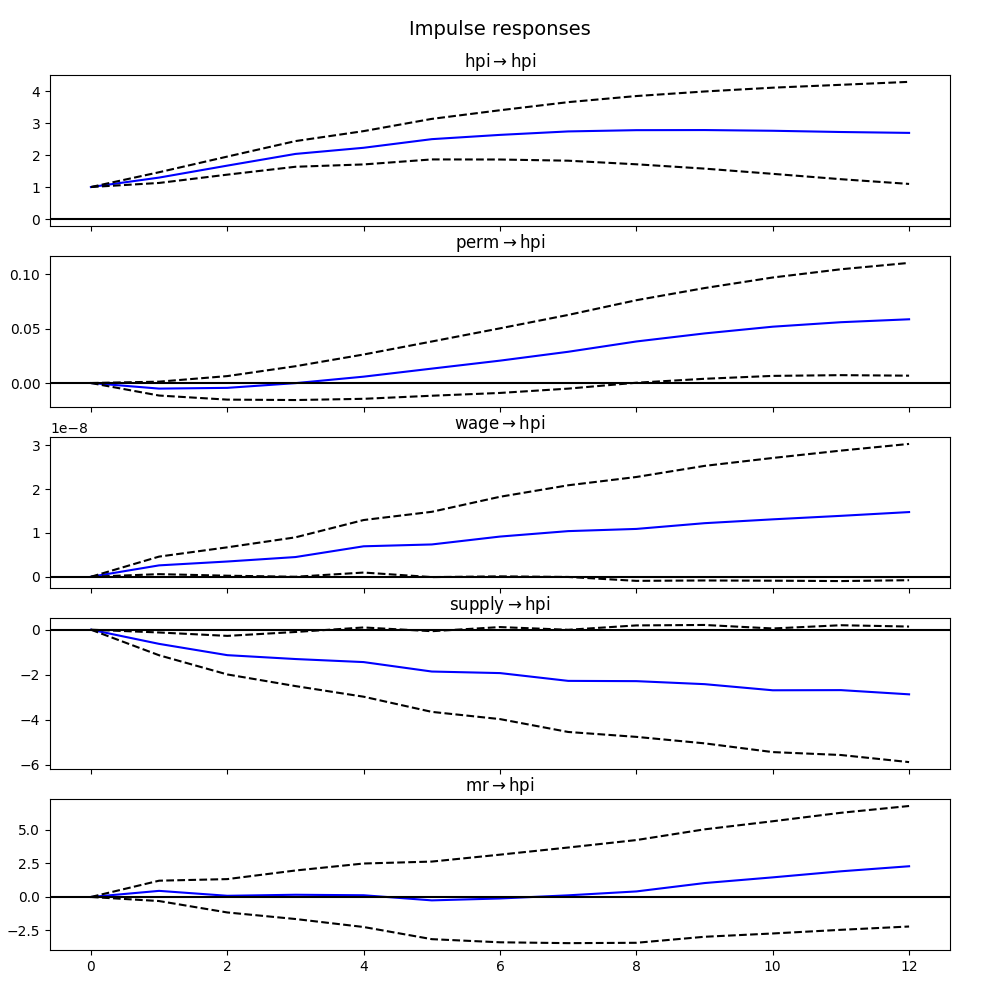 Impulse responses
hpi → hpi
4
3
2
1
0
perm → hpi
0.10
0.05
0.00
wage → hpi
1e−8
3
2
1
0
supply → hpi
0
−2
−4
−6
mr → hpi
5.0
2.5
0.0
−2.5
0 2 4 6 8 10 12